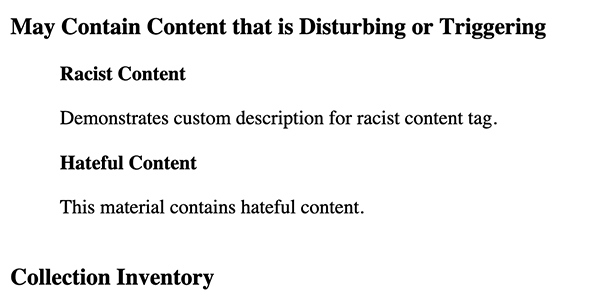 May Contain Content that is Disturbing or Triggering
Racist Content
Demonstrates custom description for racist content tag.
Hateful Content
This material contains hateful content.
Collection Inventory